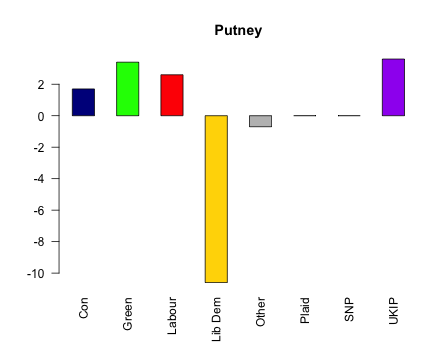 Putney
2
0
-2
-4
-6
-8
-10
Con
Green
Labour
Lib Dem
Other
Plaid
SNP
UKIP